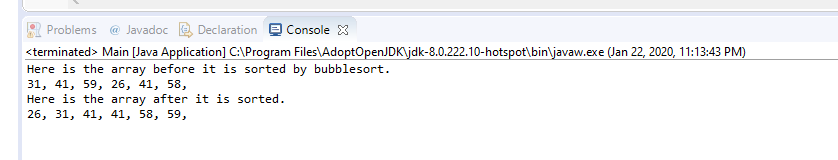 Problems @ Javadoc Declaration Console
<terminated> Main [Java Application] C:\Program Files\AdoptOpenJDK\jdk-8.0.222.10-hotspot\bin\javaw.exe (Jan 22, 2020, 11:13:43 PM)
Here is the array before it is sorted by bubblesort.
31, 41, 59, 26, 41, 58,
Here is the array after it is sorted.
26, 31, 41, 41, 58, 59,